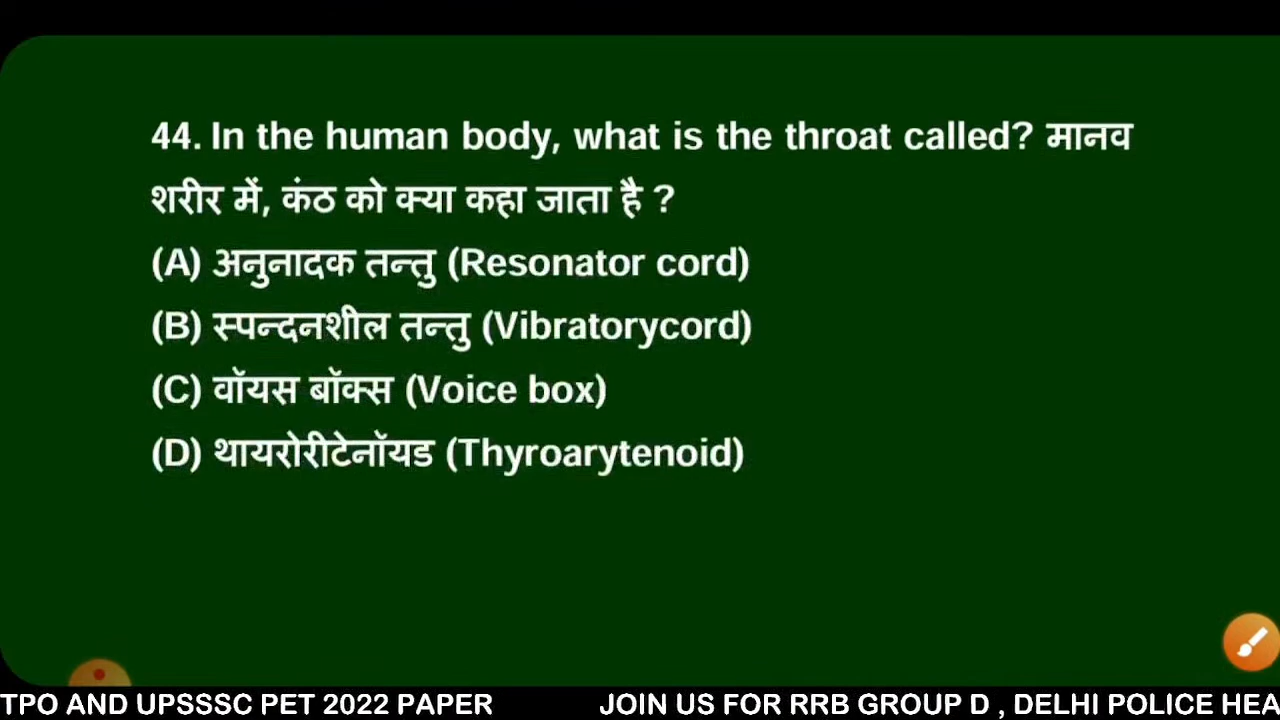 44. In the human body, what is the throat called? मानव
शरीर में, कंठ को क्या कहा जाता है ?
(A) अनुनादक तन्तु (Resonator cord)
(B) स्पन्दनशील तन्तु (Vibratorycord)
(C) वॉयस बॉक्स (Voice box)
(D) थायरोरीटेनॉयड (Thyroarytenoid)
TPO AND UPSSSC PET 2022 PAPER JOIN US FOR RRB GROUP D , DELHI POLICE HEA